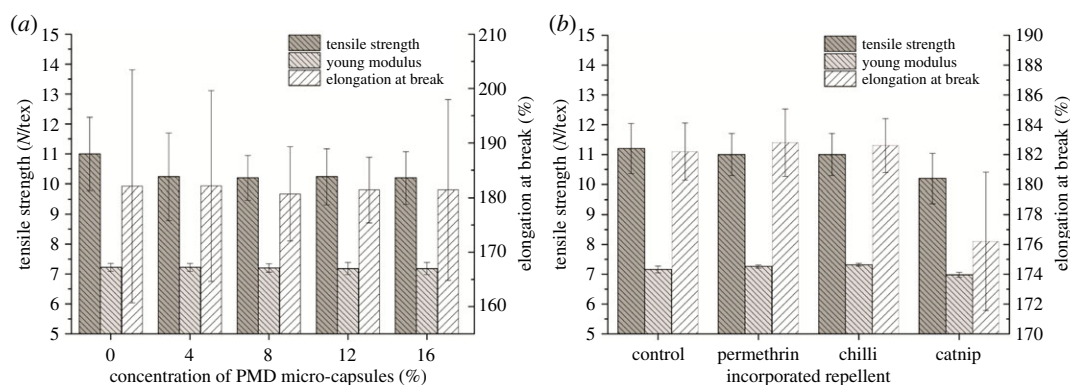 (a)
15
14
13
12
11
10
9
8
7
6
5
tensile strength (N/tex)
tensile strength
young modulus
elongation at break
210
200
190
180
170
160
elongation at break (%)
0 4 8 12 16
concentration of PMD micro-capsules (%)
(b)
15
14
13
12
11
10
9
8
7
6
5
tensile strength (N/tex)
tensile strength
young modulus
elongation at break
190
188
186
184
182
180
178
176
174
172
170
elongation at break (%)
control permethrin chilli catnip
incorporated repellent